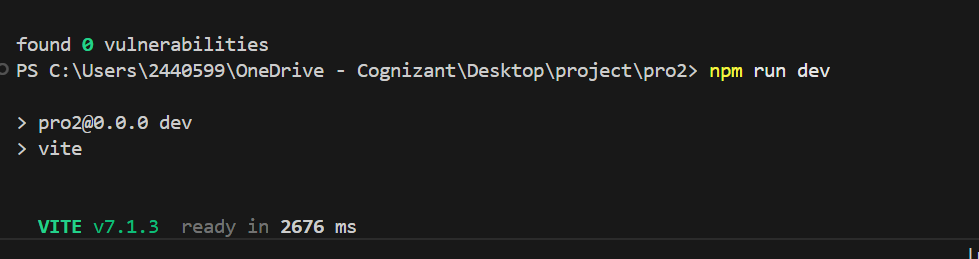 found 0 vulnerabilities
PS C:\Users\2440599\OneDrive - Cognizant\Desktop\project\pro2> npm run dev
> pro2@0.0.0 dev
> vite
VITE v7.1.3 ready in 2676 ms